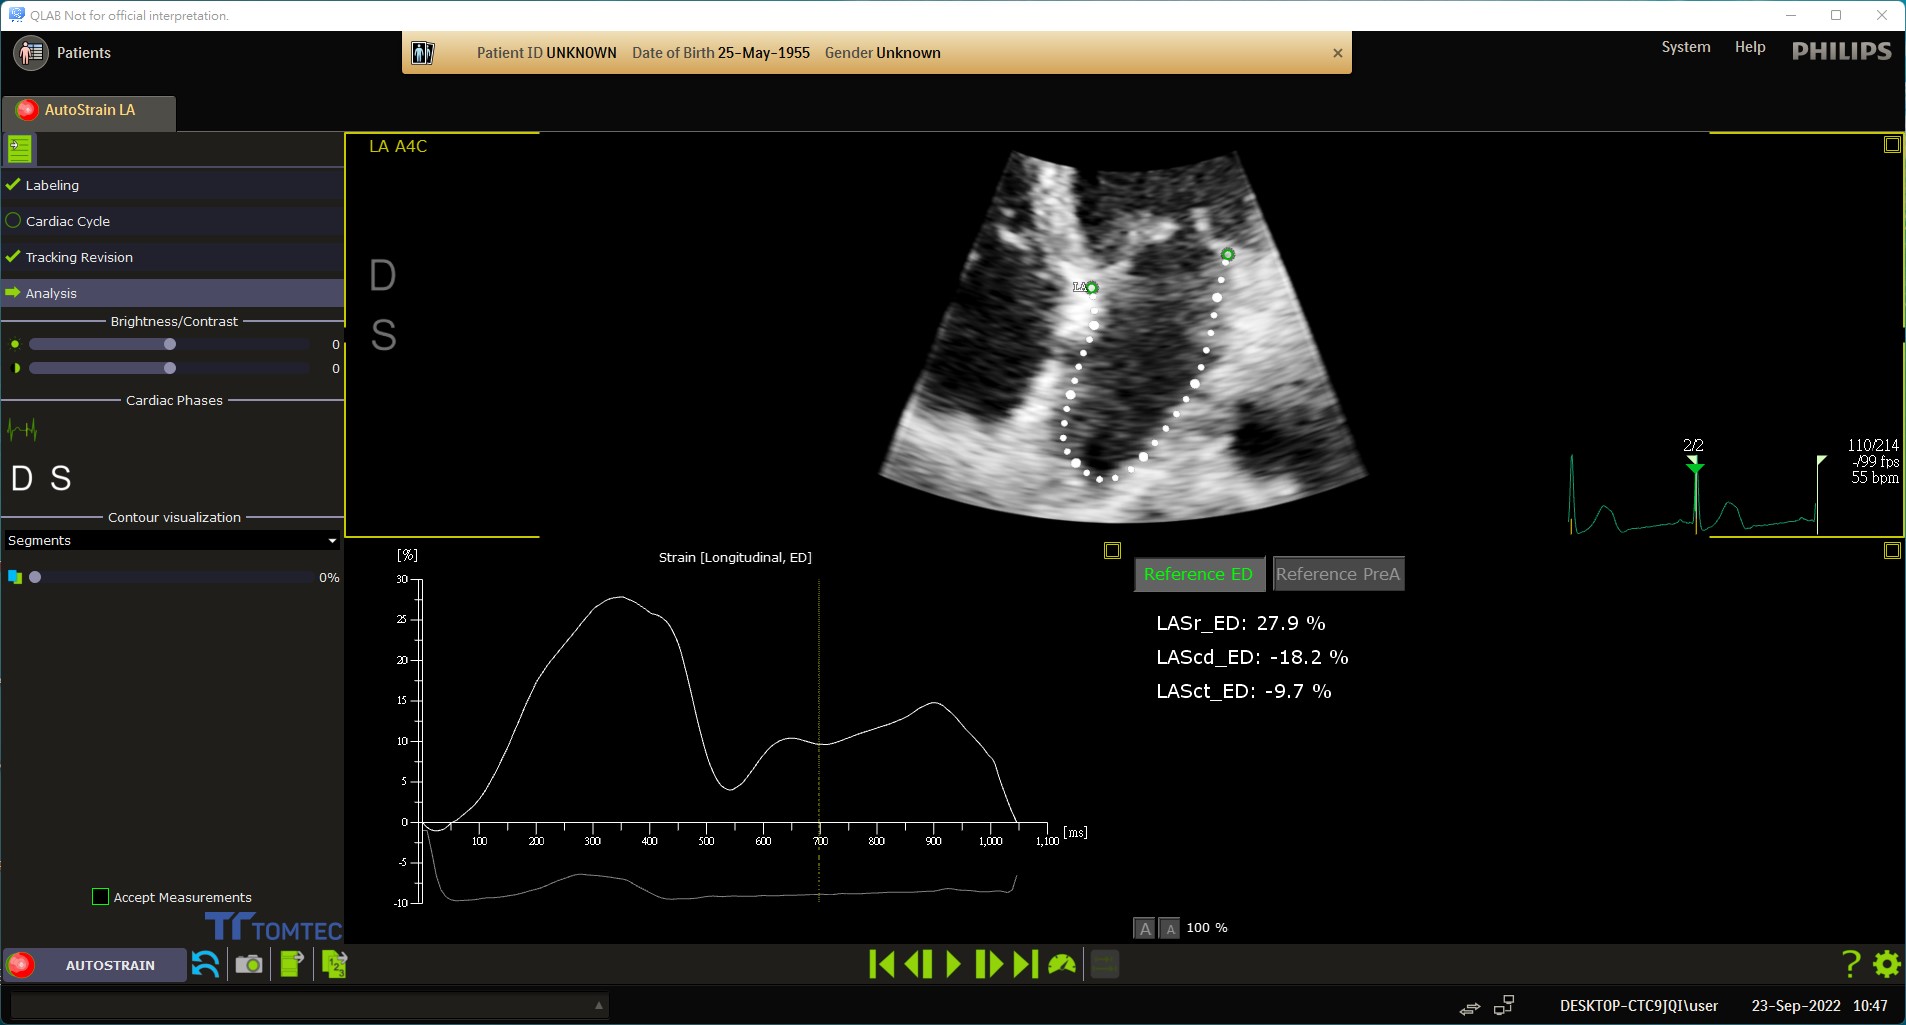 QLAB Not for official interpretation.
Patients
Patient ID UNKNOWN Date of Birth 25-May-1955 Gender Unknown
System Help PHILIPS
AutoStrain LA
Labeling
Cardiac Cycle
Tracking Revision
Analysis
Brightness/Contrast
0
0
Cardiac Phases
D S
Contour visualization
Segments
0%
Accept Measurements
TOMTEC
LA A4C
D
S
LA
2/2
110/214
-/99 fps
55 bpm
[%]
Strain [Longitudinal, ED]
30
25
20
15
10
5
0
-5
-10
100 200 300 400 500 600 700 800 900 1,000 1,100 [ms]
Reference ED Reference PreA
LASr_ED: 27.9 %
LAScd_ED: -18.2 %
LASct_ED: -9.7 %
A A 100 %
AUTOSTRAIN
1 2 3
?
DESKTOP-CTC9JQI\user 23-Sep-2022 10:47